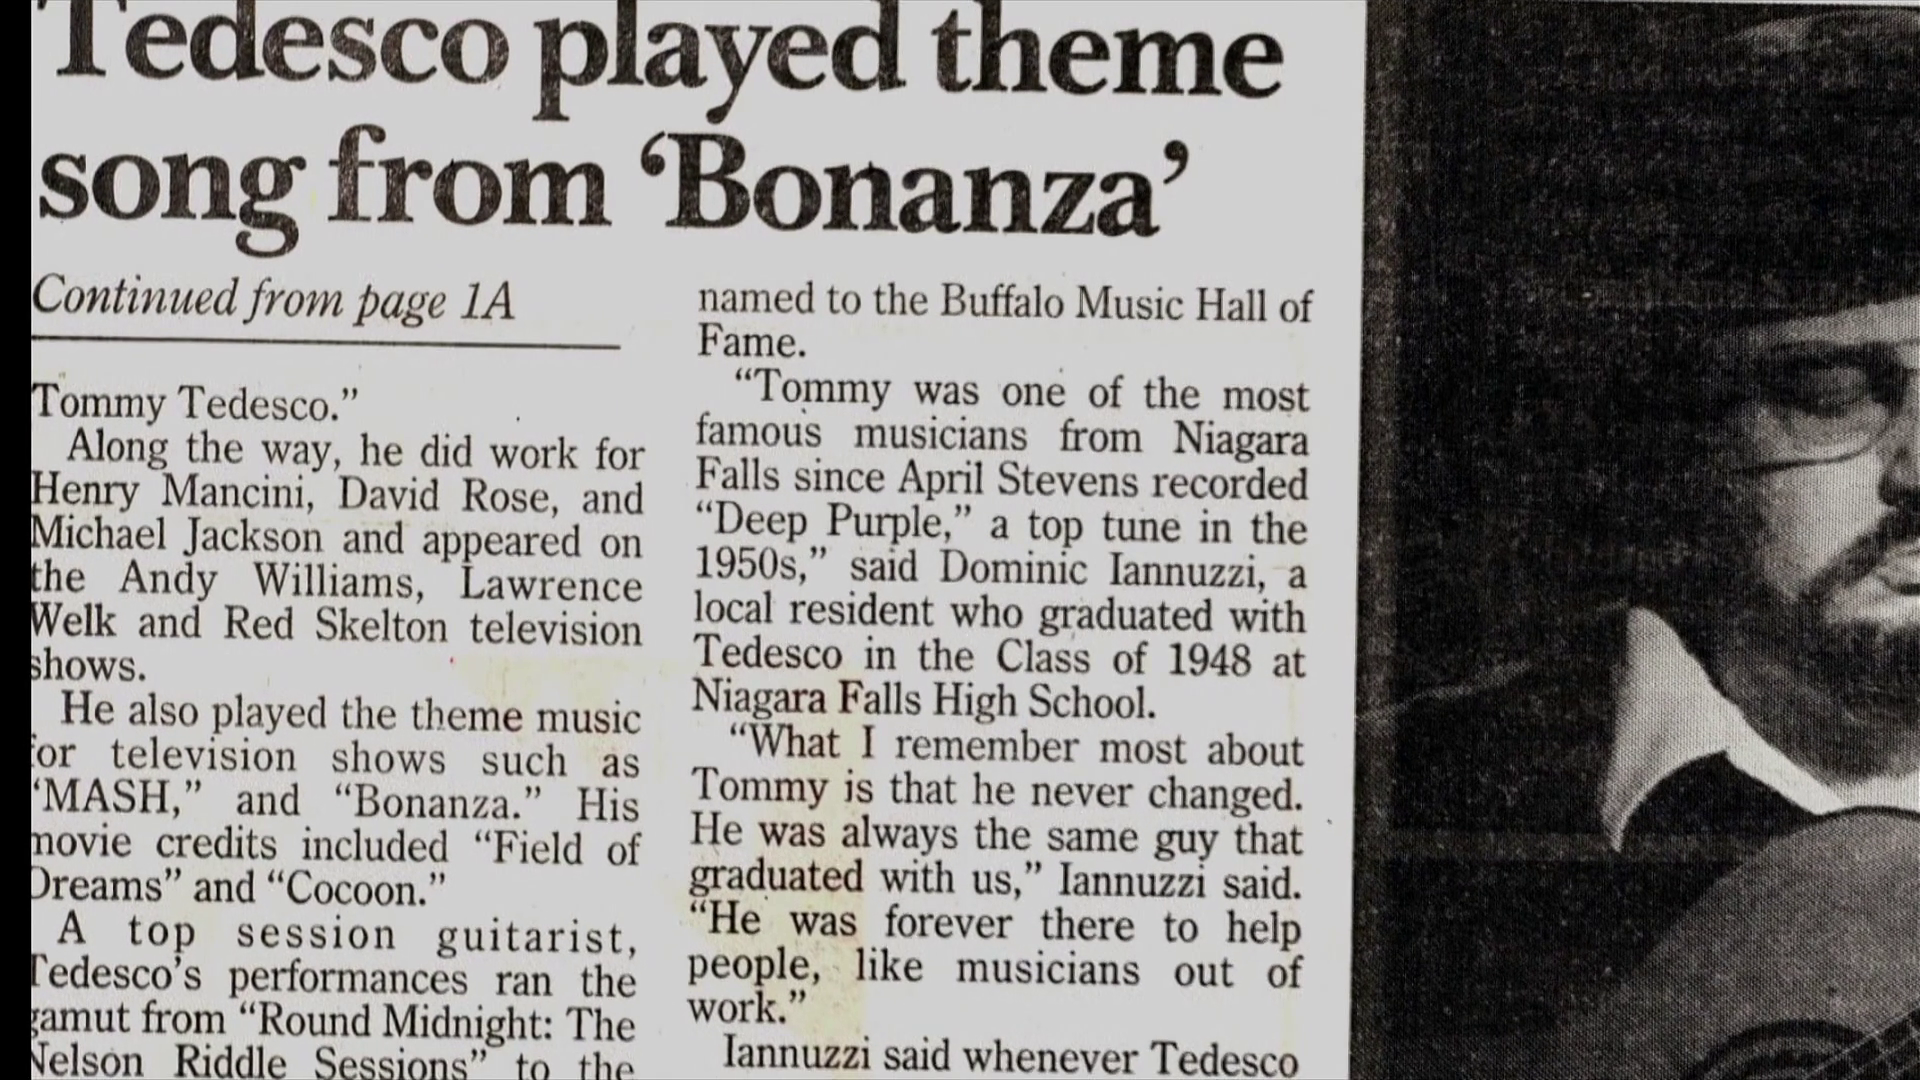 Tedesco played theme
song from ‘Bonanza’
Continued from page 1A
Tommy Tedesco.”
Along the way, he did work for
Henry Mancini, David Rose, and
Michael Jackson and appeared on
the Andy Williams, Lawrence
Welk and Red Skelton television
shows.
He also played the theme music
for television shows such as
“MASH,” and “Bonanza.” His
movie credits included “Field of
Dreams” and “Cocoon.”
A top session guitarist,
Tedesco’s performances ran the
gamut from “Round Midnight: The
Nelson Riddle Sessions” to the
named to the Buffalo Music Hall of
Fame.
“Tommy was one of the most
famous musicians from Niagara
Falls since April Stevens recorded
“Deep Purple,” a top tune in the
1950s,” said Dominic Iannuzzi, a
local resident who graduated with
Tedesco in the Class of 1948 at
Niagara Falls High School.
“What I remember most about
Tommy is that he never changed.
He was always the same guy that
graduated with us,” Iannuzzi said.
“He was forever there to help
people, like musicians out of
work.”
Iannuzzi said whenever Tedesco